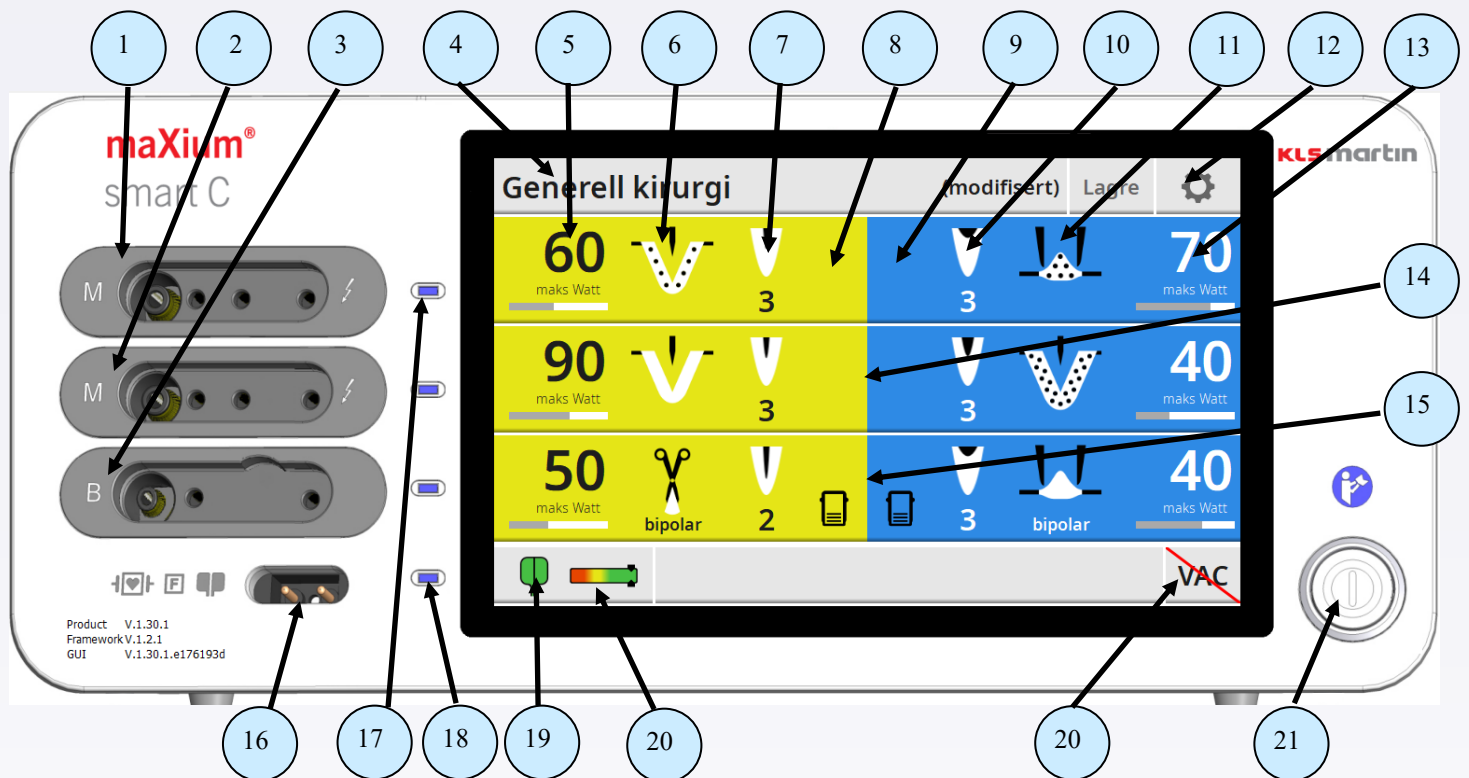 1 2 3 4 5 6 7 8 9 10 11 12 13
maXium®
smart C
KLS martin
Generell kirurgi (modifisert) Lagre
60 70
maks Watt maks Watt
3 3
M
14
90 40
maks Watt maks Watt
3 3
M
15
50 40
maks Watt maks Watt
bipolar 2 3 bipolar
B
VAC
F
Product V.1.30.1
Framework V.1.2.1
GUI V.1.30.1.e176193d
16 17 18 19 20 20 21